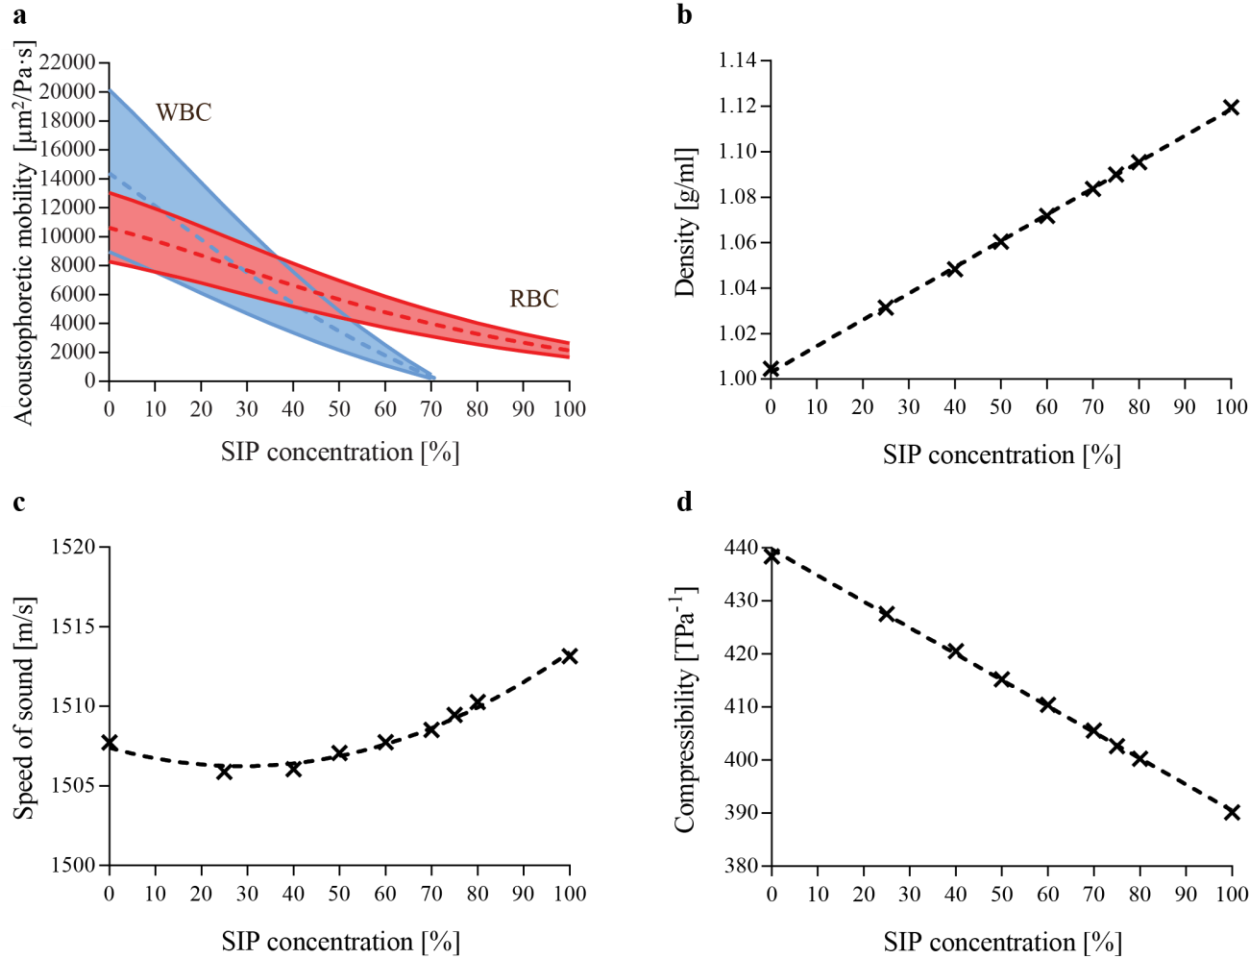 a
Acoustophoretic mobility [µm²/Pa·s]
22000
20000
18000
16000
14000
12000
10000
8000
6000
4000
2000
0
WBC
RBC
0 10 20 30 40 50 60 70 80 90 100
SIP concentration [%]
b
Density [g/ml]
1.14
1.12
1.10
1.08
1.06
1.04
1.02
1.00
0 10 20 30 40 50 60 70 80 90 100
SIP concentration [%]
c
Speed of sound [m/s]
1520
1515
1510
1505
1500
0 10 20 30 40 50 60 70 80 90 100
SIP concentration [%]
d
Compressibility [TPa⁻¹]
440
430
420
410
400
390
380
0 10 20 30 40 50 60 70 80 90 100
SIP concentration [%]